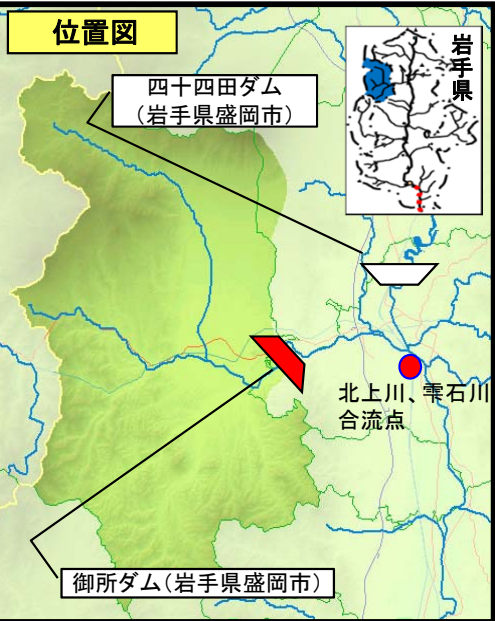 位置図
岩手県
四十四田ダム
（岩手県盛岡市）
北上川、雫石川
合流点
御所ダム（岩手県盛岡市）